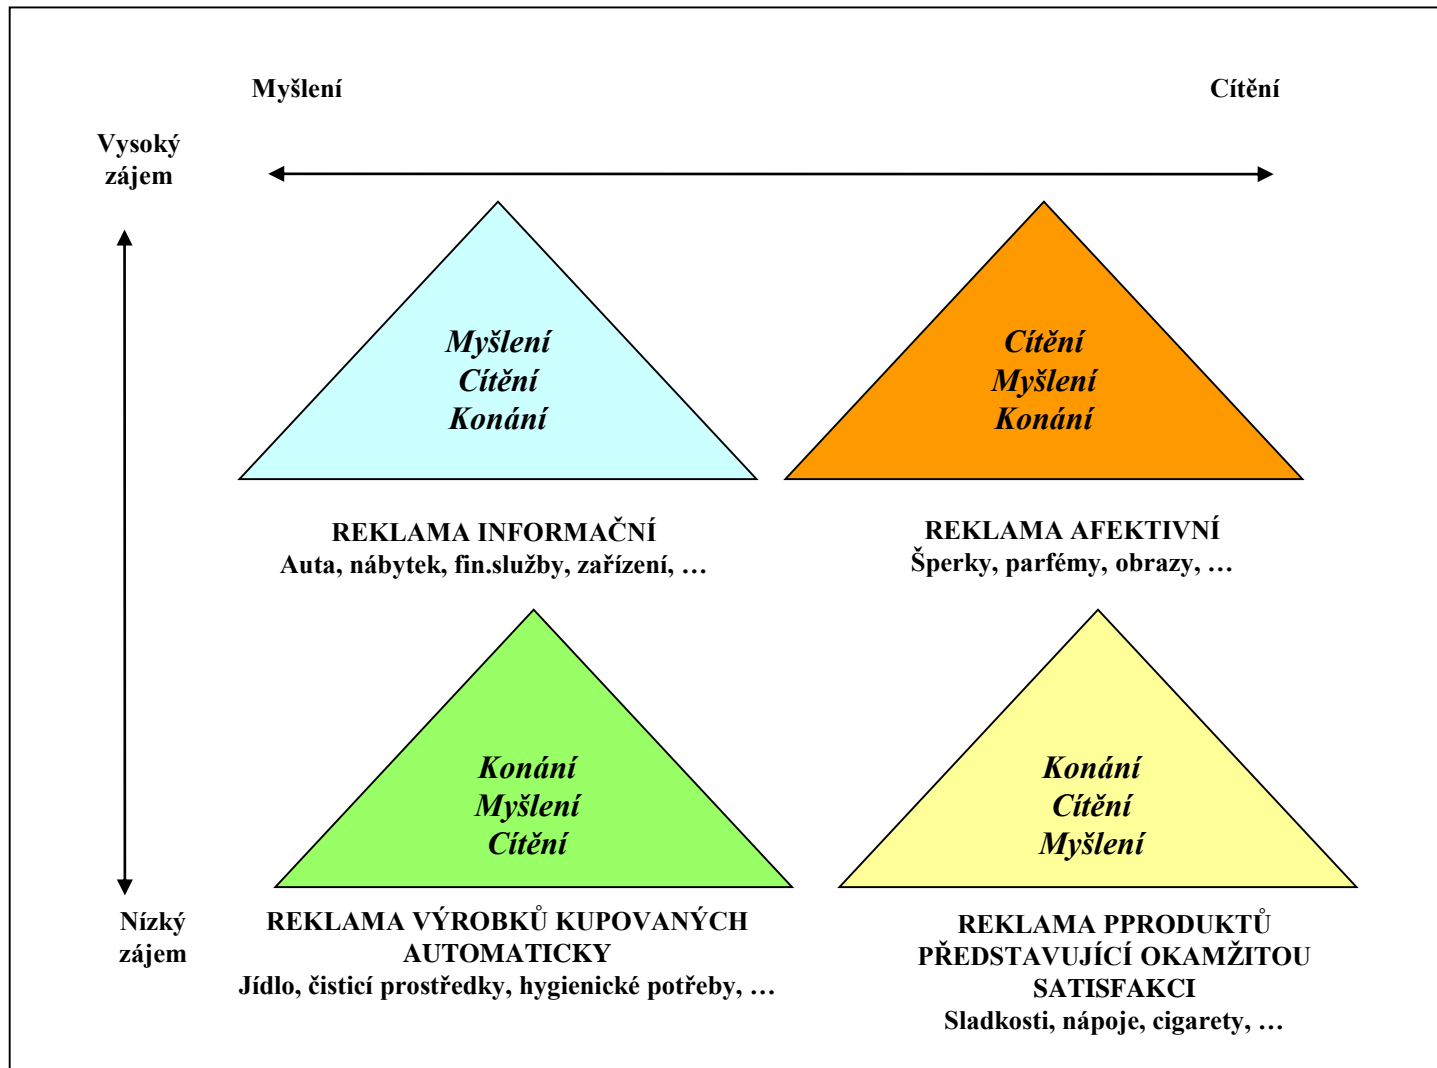 Myšlení
Cítění
Vysoký
zájem
Myšlení
Cítění
Konání
Cítění
Myšlení
Konání
REKLAMA INFORMAČNÍ
Auta, nábytek, fin.služby, zařízení, …
REKLAMA AFEKTIVNÍ
Šperky, parfémy, obrazy, …
Konání
Myšlení
Cítění
Konání
Cítění
Myšlení
Nízký
zájem
REKLAMA VÝROBKŮ KUPOVANÝCH
AUTOMATICKY
Jídlo, čisticí prostředky, hygienické potřeby, …
REKLAMA PPRODUKTŮ
PŘEDSTAVUJÍCÍ OKAMŽITOU
SATISFAKCI
Sladkosti, nápoje, cigarety, …